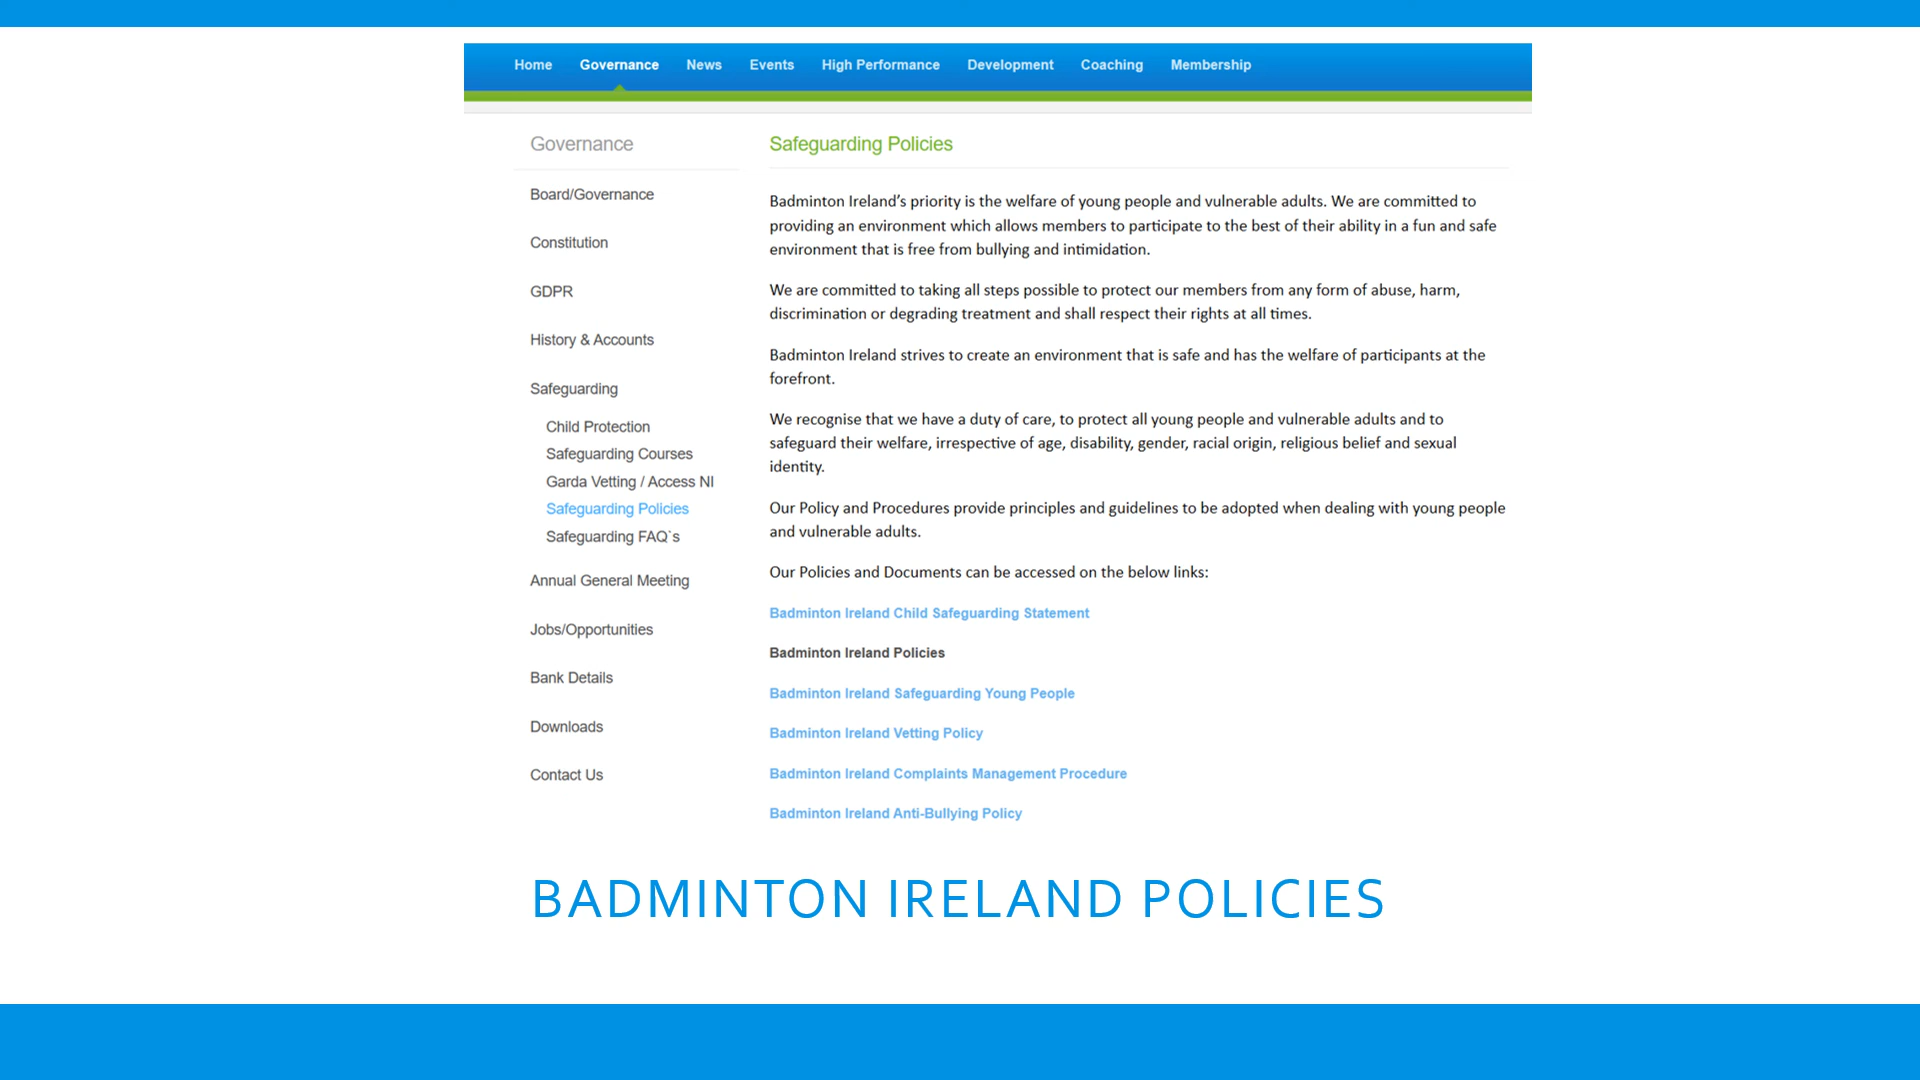 Home Governance News Events High Performance Development Coaching Membership
Governance
Board/Governance
Constitution
GDPR
History & Accounts
Safeguarding
Child Protection
Safeguarding Courses
Garda Vetting / Access NI
Safeguarding Policies
Safeguarding FAQ`s
Annual General Meeting
Jobs/Opportunities
Bank Details
Downloads
Contact Us
Safeguarding Policies
Badminton Ireland’s priority is the welfare of young people and vulnerable adults. We are committed to
providing an environment which allows members to participate to the best of their ability in a fun and safe
environment that is free from bullying and intimidation.
We are committed to taking all steps possible to protect our members from any form of abuse, harm,
discrimination or degrading treatment and shall respect their rights at all times.
Badminton Ireland strives to create an environment that is safe and has the welfare of participants at the
forefront.
We recognise that we have a duty of care, to protect all young people and vulnerable adults and to
safeguard their welfare, irrespective of age, disability, gender, racial origin, religious belief and sexual
identity.
Our Policy and Procedures provide principles and guidelines to be adopted when dealing with young people
and vulnerable adults.
Our Policies and Documents can be accessed on the below links:
Badminton Ireland Child Safeguarding Statement
Badminton Ireland Policies
Badminton Ireland Safeguarding Young People
Badminton Ireland Vetting Policy
Badminton Ireland Complaints Management Procedure
Badminton Ireland Anti-Bullying Policy
BADMINTON IRELAND POLICIES